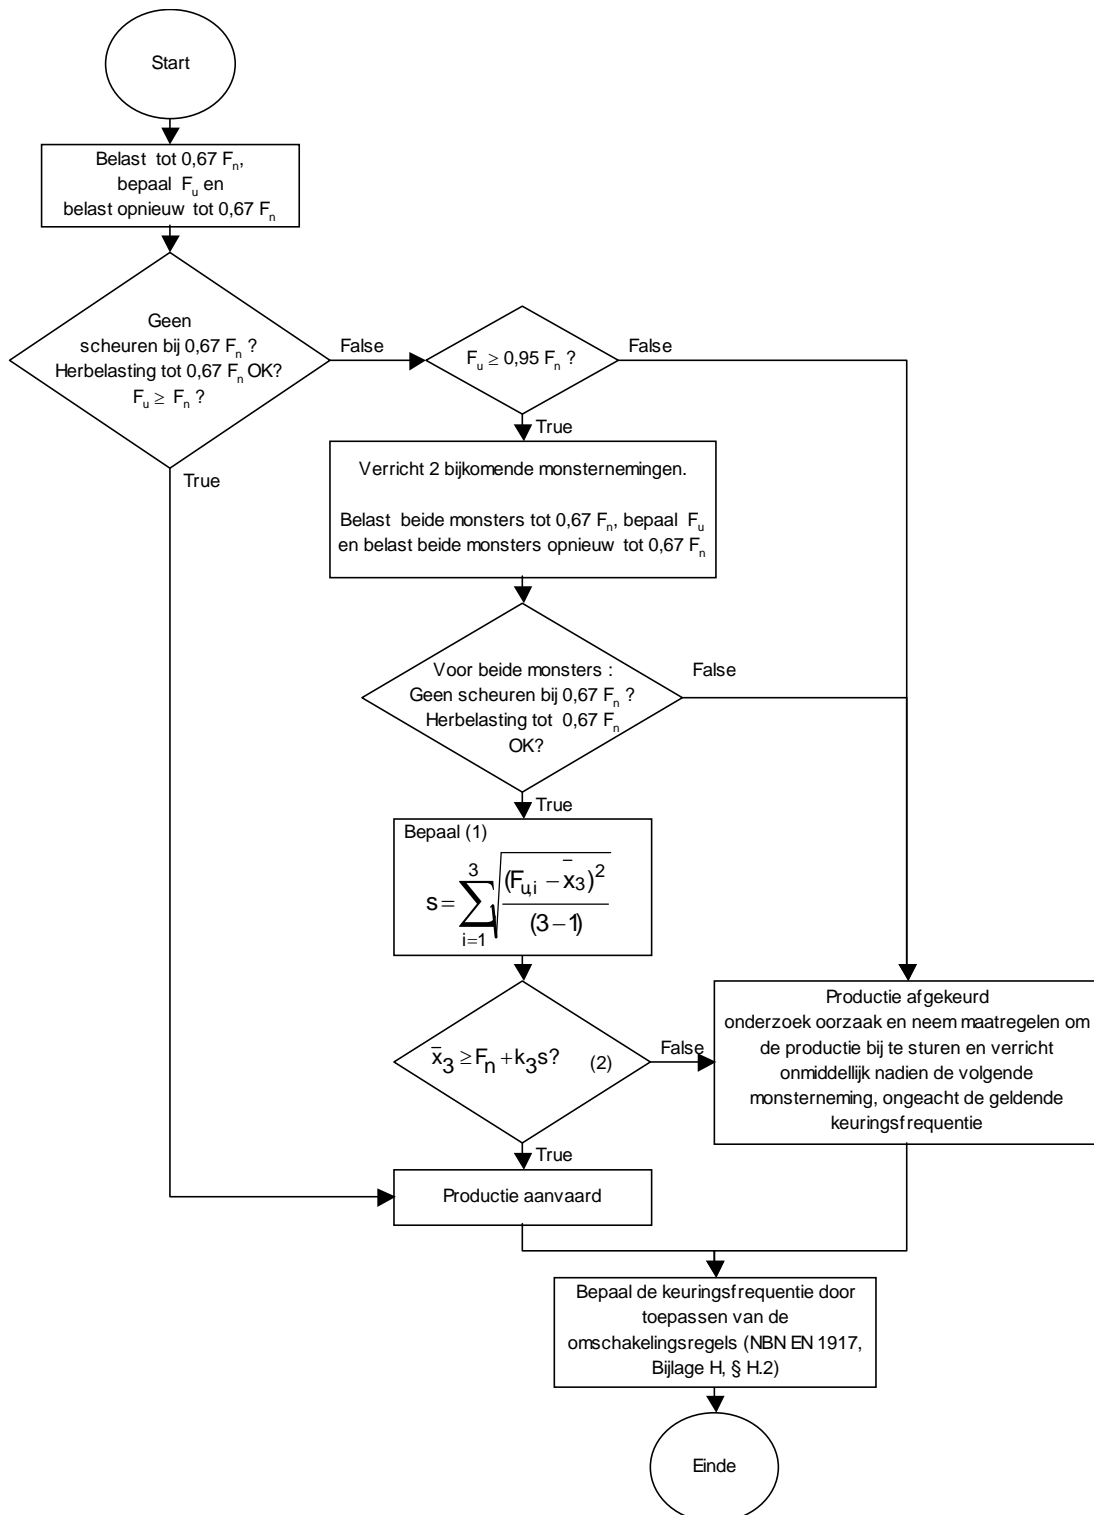 Start
Belast tot 0,67 Fn,
bepaal Fu en
belast opnieuw tot 0,67 Fn
Geen
scheuren bij 0,67 Fn ?
Herbelasting tot 0,67 Fn OK?
Fu ≥ Fn ?
False
Fu ≥ 0,95 Fn ?
False
True
True
Verricht 2 bijkomende monsternemingen.
Belast beide monsters tot 0,67 Fn, bepaal Fu
en belast beide monsters opnieuw tot 0,67 Fn
Voor beide monsters :
Geen scheuren bij 0,67 Fn ?
Herbelasting tot 0,67 Fn
OK?
False
True
Bepaal (1)
s = ∑_{i=1}^{3} √((Fu,i − x̄3)² / (3−1))
x̄3 ≥ Fn + k3s? (2)
False
True
Productie afgekeurd
onderzoek oorzaak en neem maatregelen om
de productie bij te sturen en verricht
onmiddellijk nadien de volgende
monsterneming, ongeacht de geldende
keuringsfrequentie
Productie aanvaard
Bepaal de keuringsfrequentie door
toepassen van de
omschakelingsregels (NBN EN 1917,
Bijlage H, § H.2)
Einde